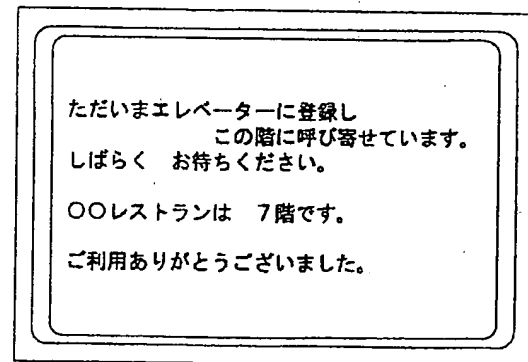 ただいまエレベーターに登録し
この階に呼び寄せています。
しばらく　お待ちください。
○○レストランは　７階です。
ご利用ありがとうございました。